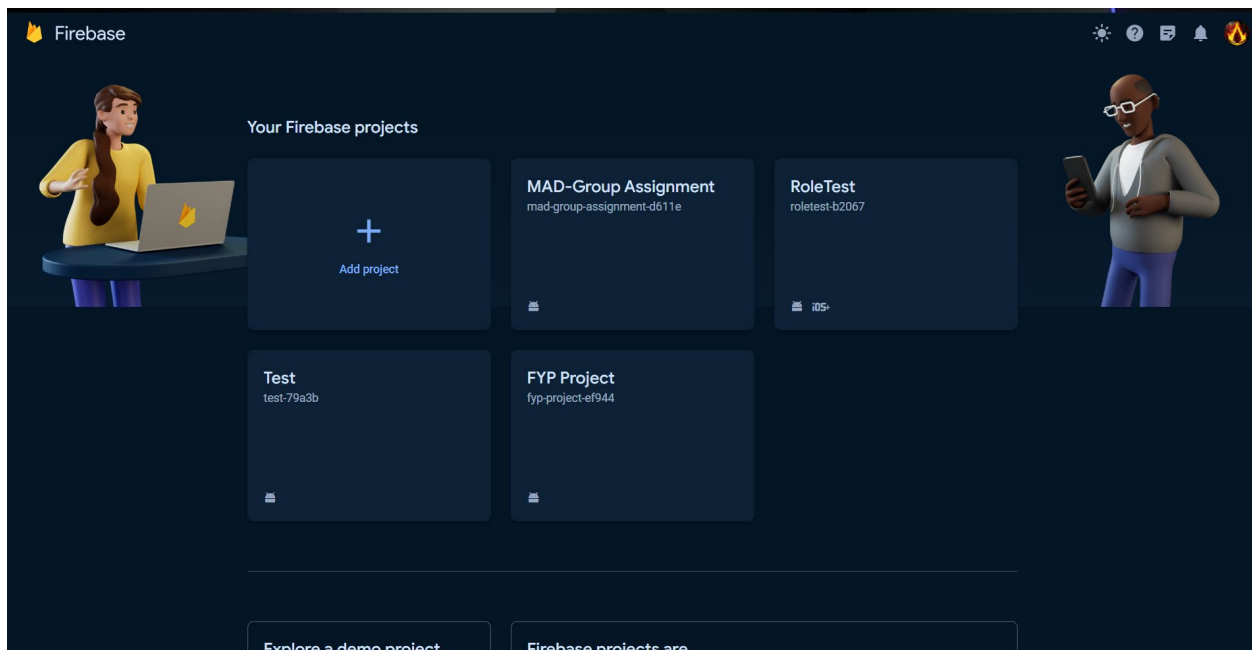 Firebase
Your Firebase projects
Add project
MAD-Group Assignment
mad-group-assignment-d611e
RoleTest
roletest-b2067
iOS+
Test
test-79a3b
FYP Project
fyp-project-ef944
Explore a demo project
Firebase projects are